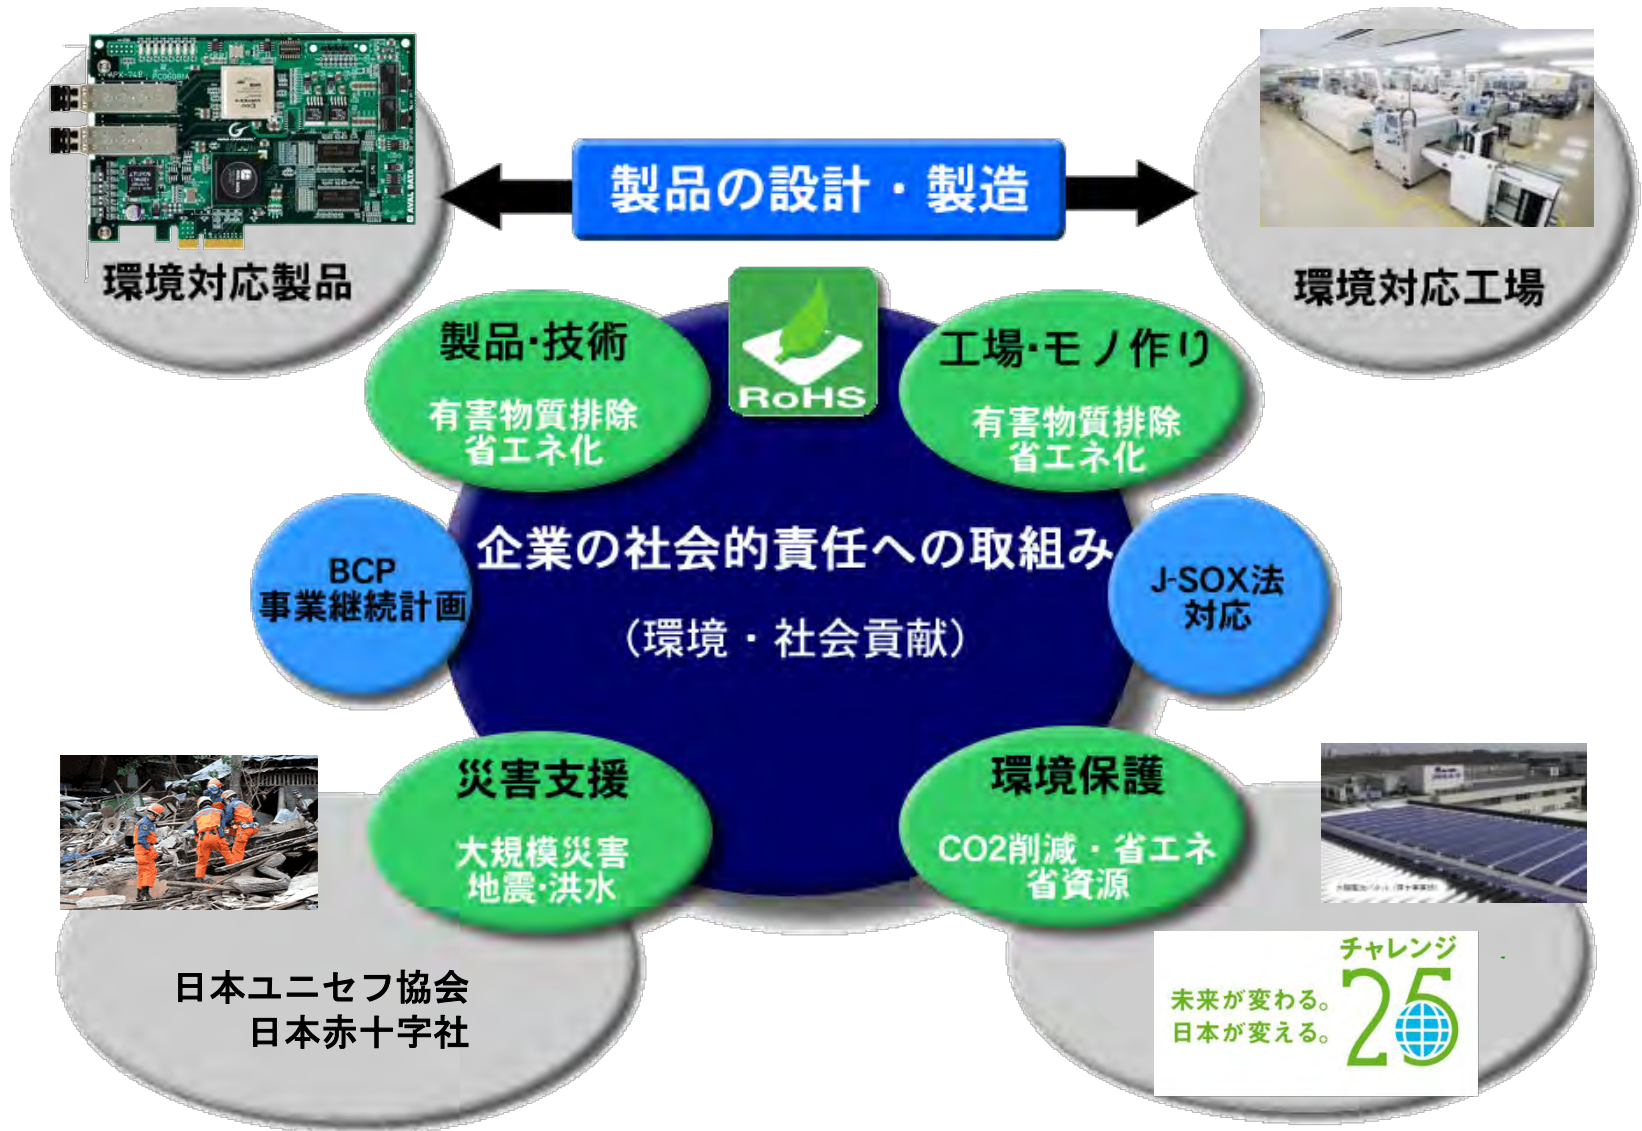 APX-742
PCD6081A
AVAL DATA
製品の設計・製造
環境対応製品
環境対応工場
製品・技術
有害物質排除
省エネ化
RoHS
工場・モノ作り
有害物質排除
省エネ化
企業の社会的責任への取組み
（環境・社会貢献）
BCP
事業継続計画
J-SOX法
対応
災害支援
大規模災害
地震・洪水
環境保護
CO2削減・省エネ
省資源
日本ユニセフ協会
日本赤十字社
チャレンジ
25
未来が変わる。
日本が変える。